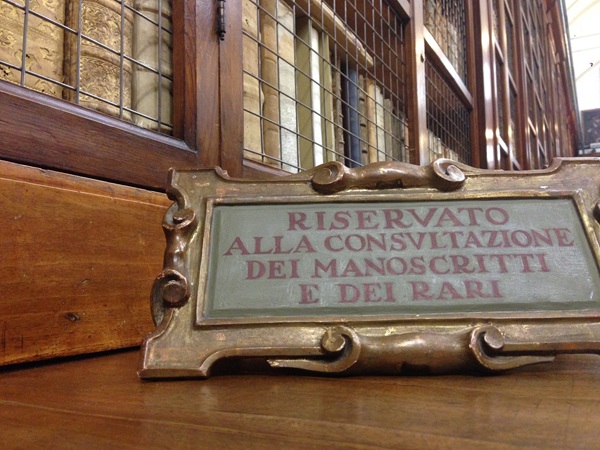 RISERVATO
ALLA CONSVLTAZIONE
DEI MANOSCRITTI
E DEI RARI